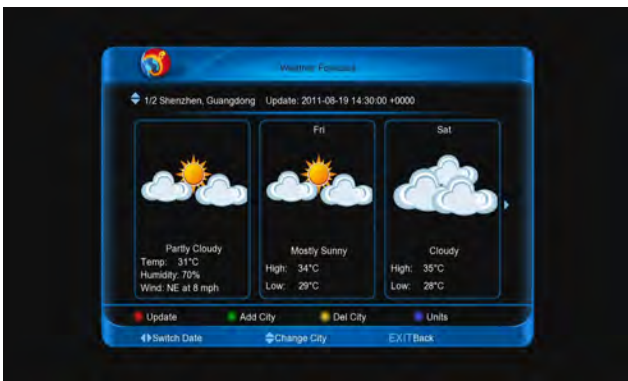 Weather Forecast
1/2 Shenzhen, Guangdong Update: 2011-08-19 14:30:00 +0000
Fri
Sat
Partly Cloudy
Temp: 31°C
Humidity: 70%
Wind: NE at 8 mph
Mostly Sunny
High: 34°C
Low: 29°C
Cloudy
High: 35°C
Low: 28°C
Update Add City Del City Units
Switch Date Change City EXIT Back